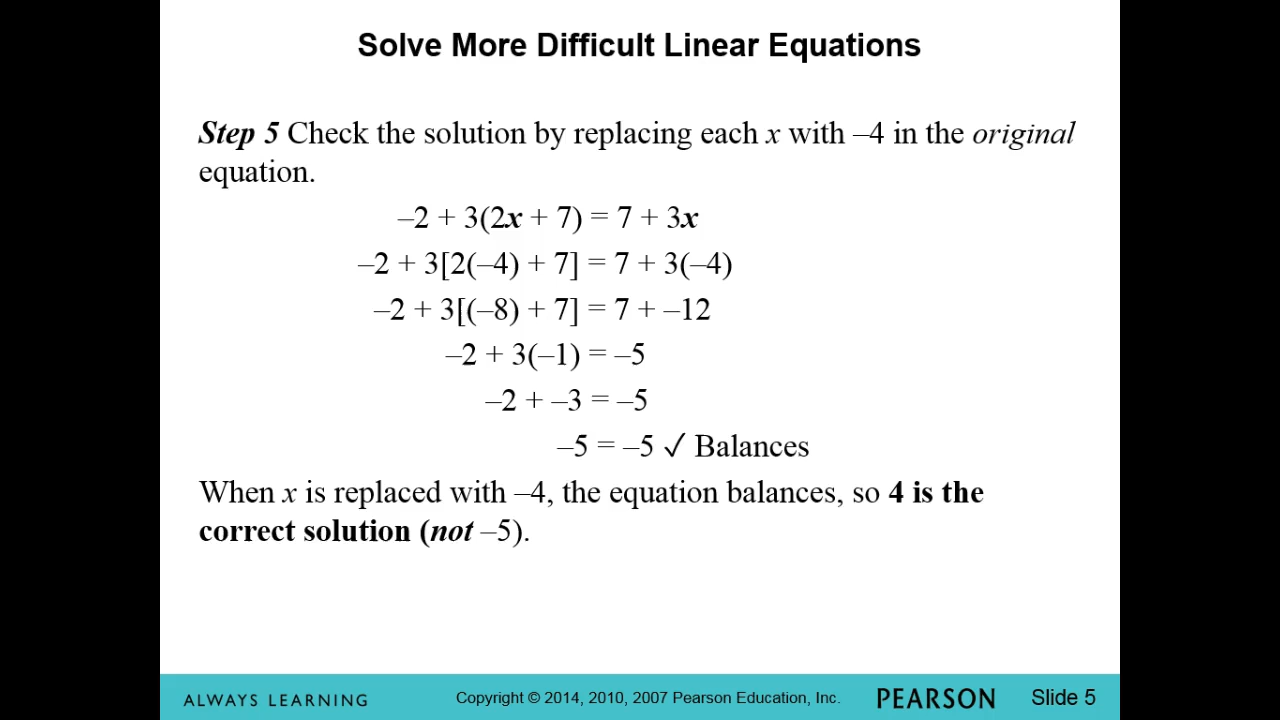 Solve More Difficult Linear Equations
Step 5 Check the solution by replacing each x with –4 in the original
equation.
–2 + 3(2x + 7) = 7 + 3x
–2 + 3[2(–4) + 7] = 7 + 3(–4)
–2 + 3[(–8) + 7] = 7 + –12
–2 + 3(–1) = –5
–2 + –3 = –5
–5 = –5 ✓ Balances
When x is replaced with –4, the equation balances, so 4 is the
correct solution (not –5).
ALWAYS LEARNING
Copyright © 2014, 2010, 2007 Pearson Education, Inc.
PEARSON
Slide 5